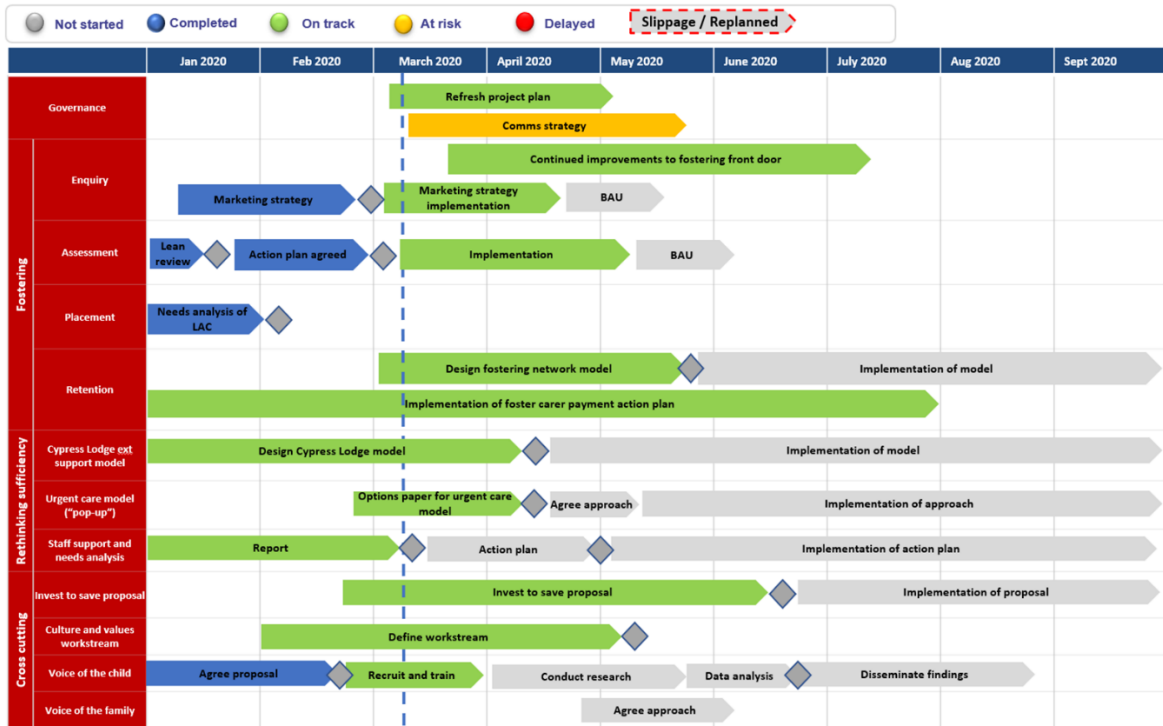 Not started
Completed
On track
At risk
Delayed
Slippage / Replanned
Jan 2020
Feb 2020
March 2020
April 2020
May 2020
June 2020
July 2020
Aug 2020
Sept 2020
Governance
Refresh project plan
Comms strategy
Fostering
Enquiry
Continued improvements to fostering front door
Marketing strategy
Marketing strategy
implementation
BAU
Assessment
Lean
review
Action plan agreed
Implementation
BAU
Placement
Needs analysis of
LAC
Retention
Design fostering network model
Implementation of model
Implementation of foster carer payment action plan
Rethinking sufficiency
Cypress Lodge ext
support model
Design Cypress Lodge model
Implementation of model
Urgent care model
("pop-up")
Options paper for urgent care
model
Agree approach
Implementation of approach
Staff support and
needs analysis
Report
Action plan
Implementation of action plan
Cross cutting
Invest to save proposal
Invest to save proposal
Implementation of proposal
Culture and values
workstream
Define workstream
Voice of the child
Agree proposal
Recruit and train
Conduct research
Data analysis
Disseminate findings
Voice of the family
Agree approach